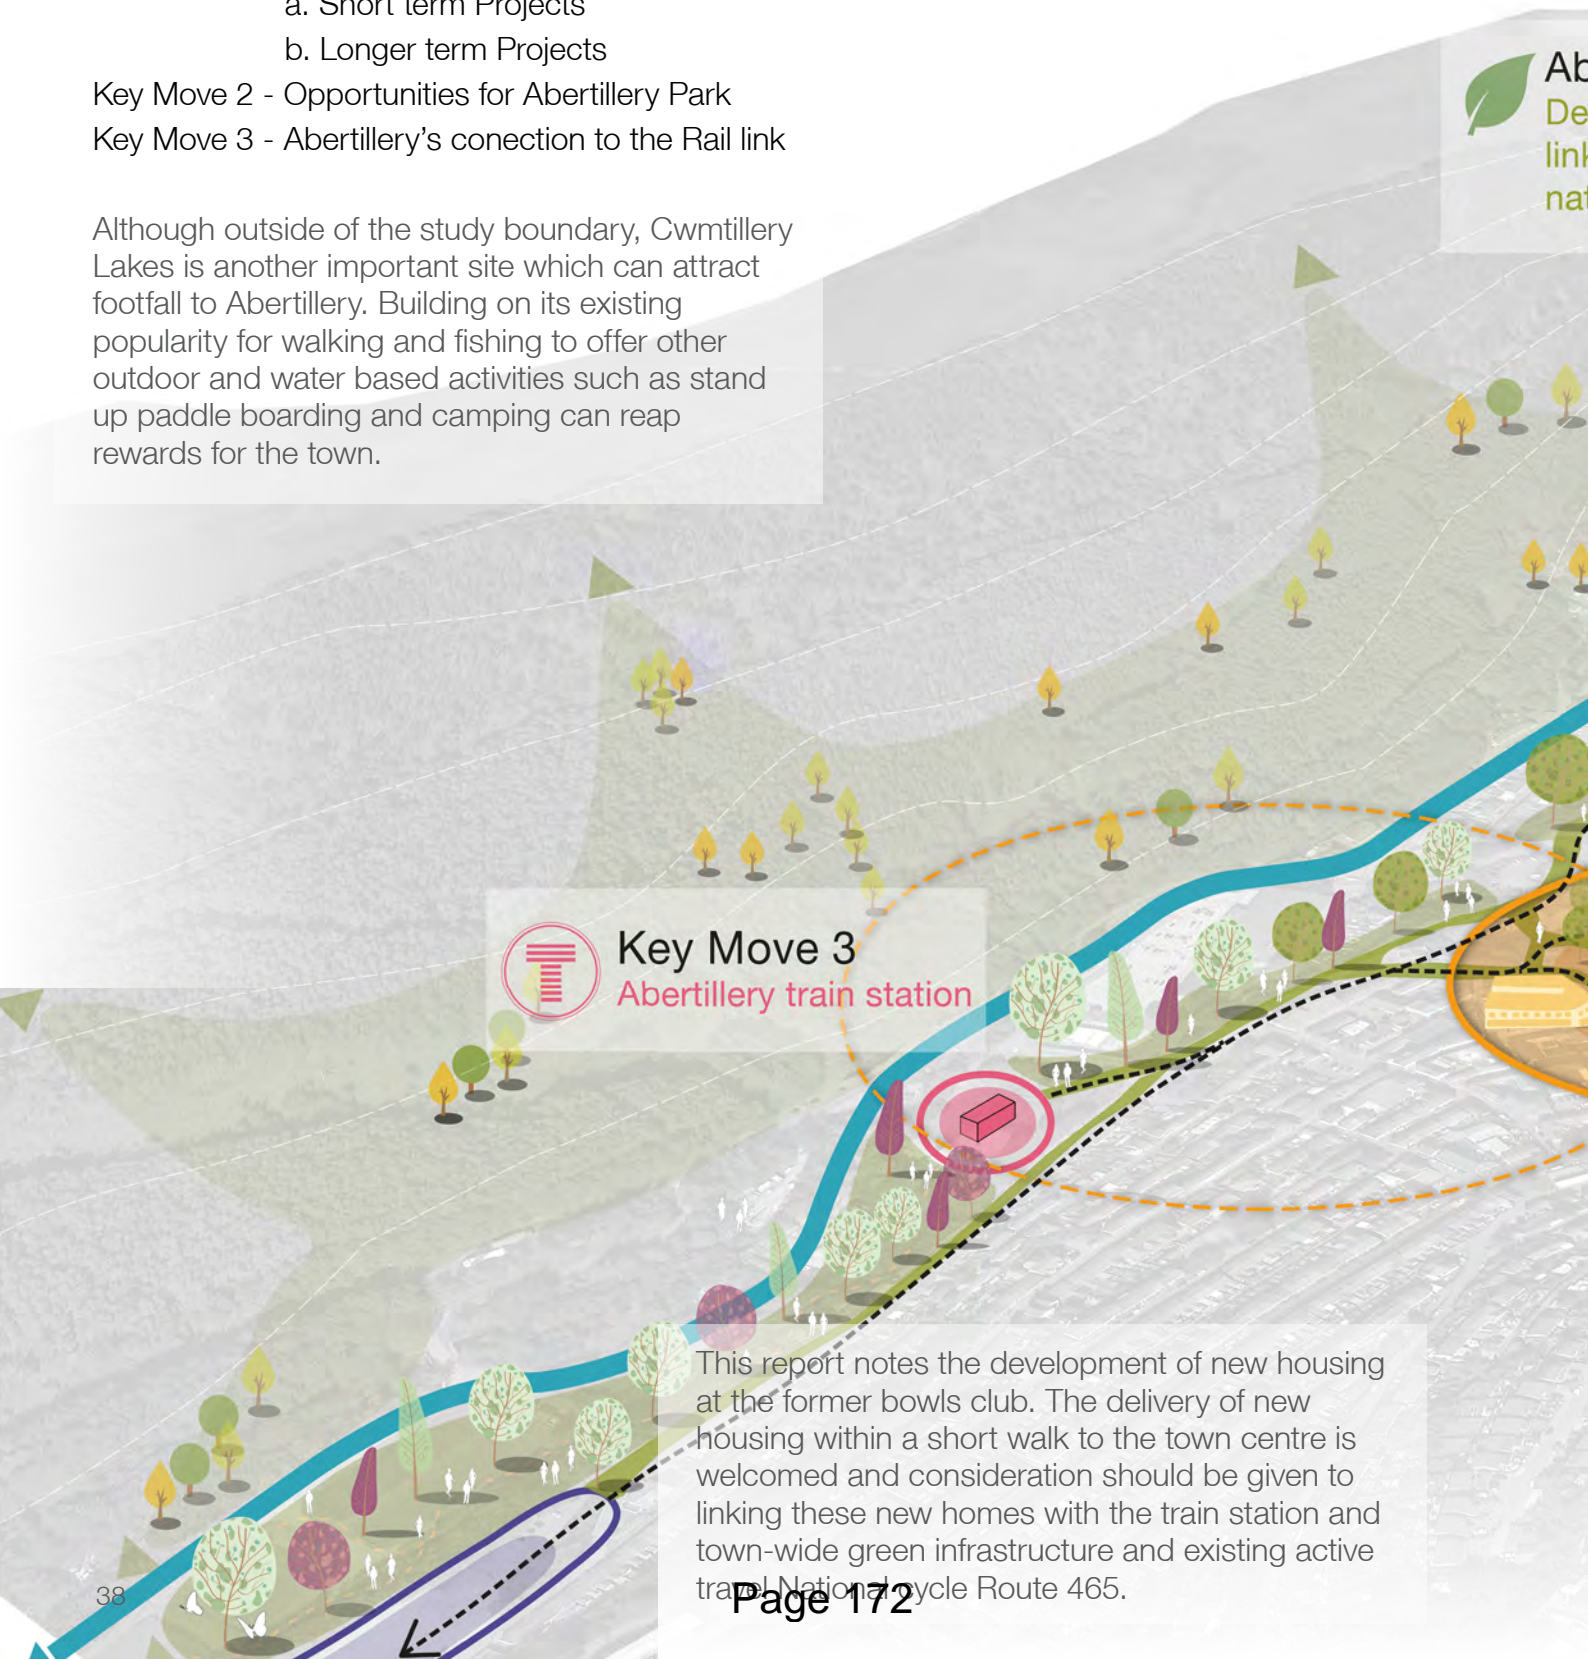 a. Short term Projects
b. Longer term Projects
Key Move 2 - Opportunities for Abertillery Park
Key Move 3 - Abertillery’s conection to the Rail link
Although outside of the study boundary, Cwmtillery
Lakes is another important site which can attract
footfall to Abertillery. Building on its existing
popularity for walking and fishing to offer other
outdoor and water based activities such as stand
up paddle boarding and camping can reap
rewards for the town.
Key Move 3
Abertillery train station
This report notes the development of new housing
at the former bowls club. The delivery of new
housing within a short walk to the town centre is
welcomed and consideration should be given to
linking these new homes with the train station and
town-wide green infrastructure and existing active
travel National cycle Route 465.
38
Page 172